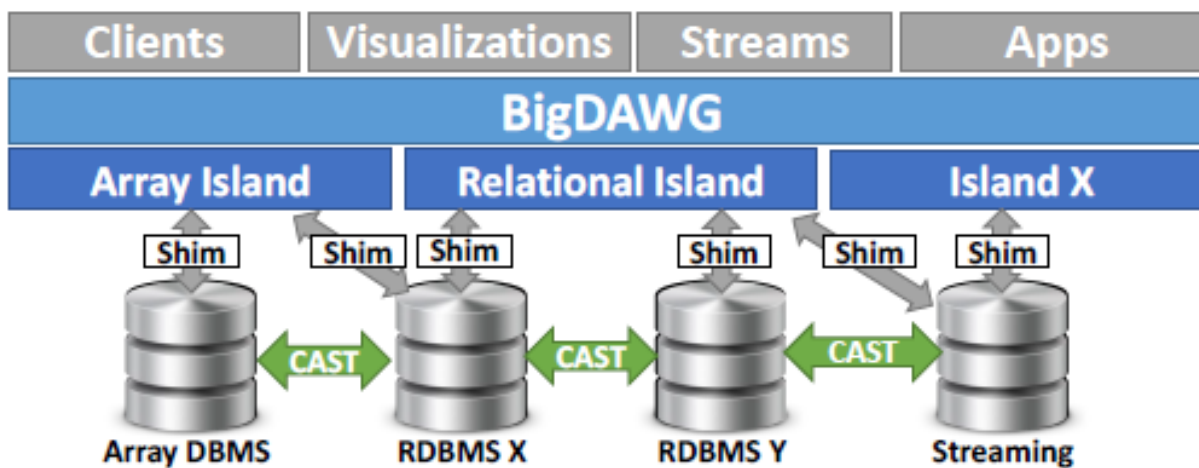 Clients Visualizations Streams Apps
BigDAWG
Array Island Relational Island Island X
Shim Shim Shim Shim Shim Shim
CAST CAST CAST
Array DBMS RDBMS X RDBMS Y Streaming